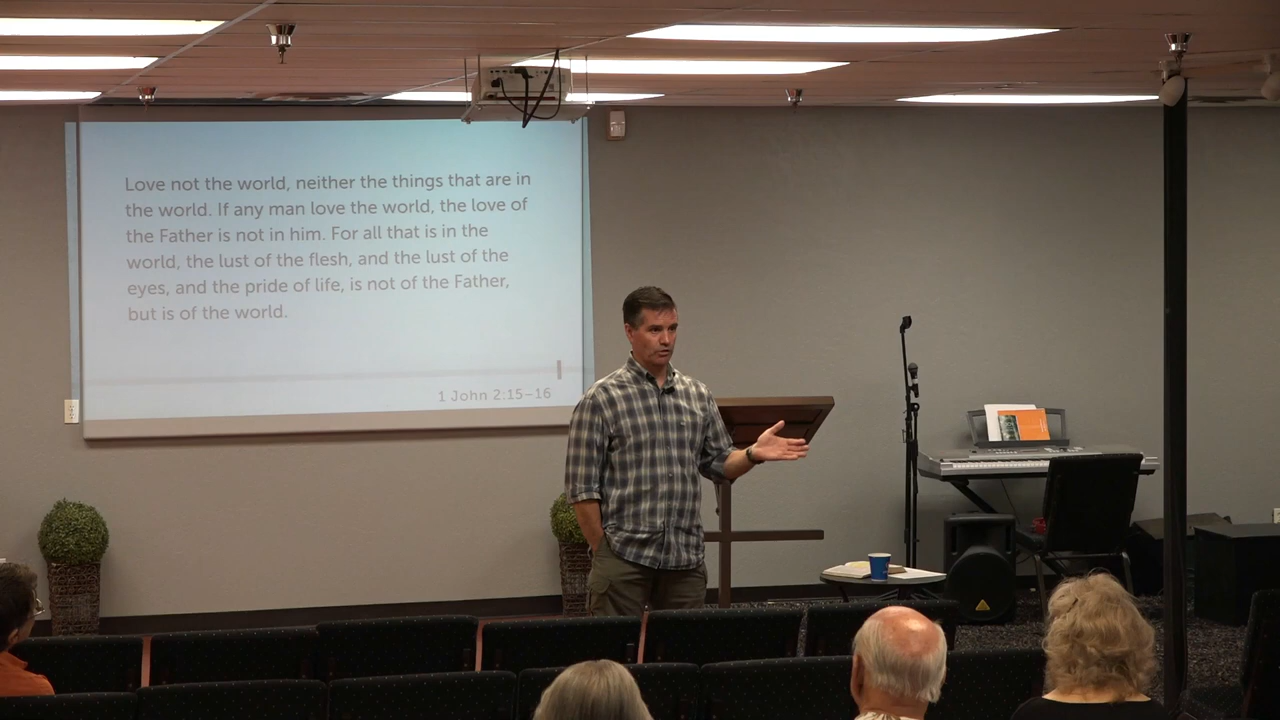 Love not the world, neither the things that are in
the world. If any man love the world, the love of
the Father is not in him. For all that is in the
world, the lust of the flesh, and the lust of the
eyes, and the pride of life, is not of the Father,
but is of the world.
1 John 2:15–16